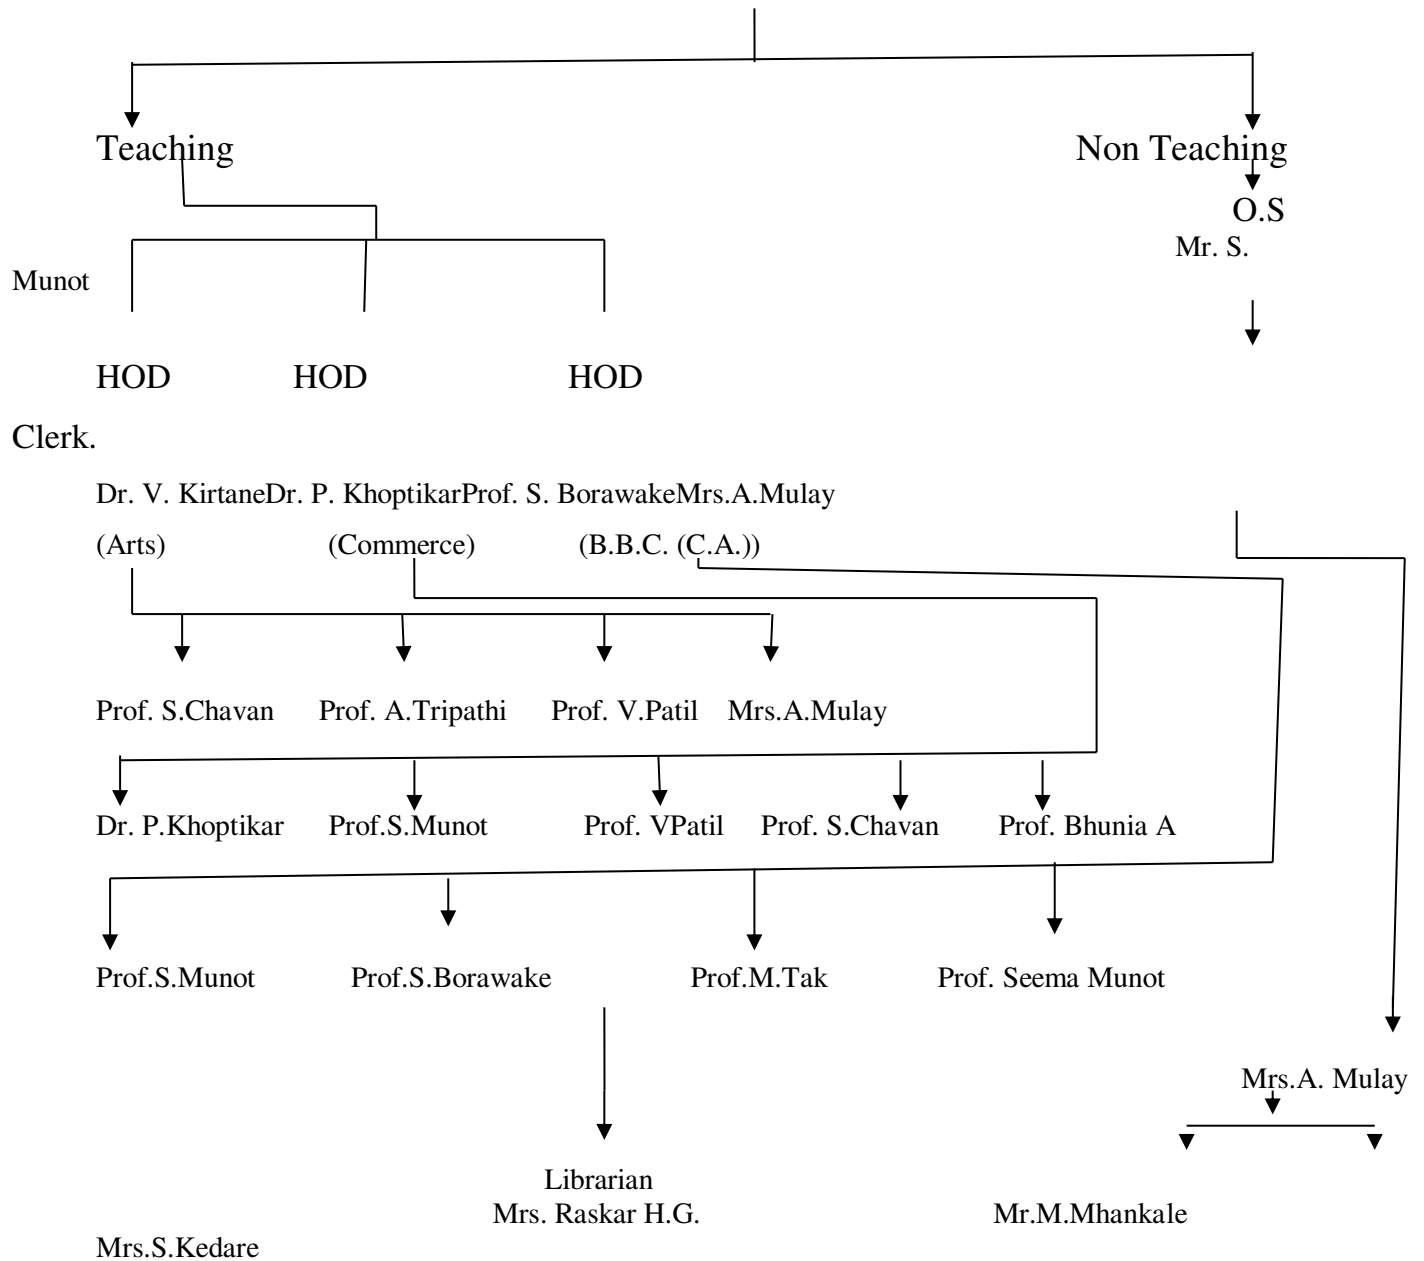 Teaching Non Teaching
O.S
Mr. S.
Munot
HOD HOD HOD
Clerk.
Dr. V. KirtaneDr. P. KhoptikarProf. S. BorawakeMrs.A.Mulay
(Arts) (Commerce) (B.B.C. (C.A.))
Prof. S.Chavan Prof. A.Tripathi Prof. V.Patil Mrs.A.Mulay
Dr. P.Khoptikar Prof.S.Munot Prof. VPatil Prof. S.Chavan Prof. Bhunia A
Prof.S.Munot Prof.S.Borawake Prof.M.Tak Prof. Seema Munot
Mrs.A. Mulay
Librarian
Mrs. Raskar H.G. Mr.M.Mhankale
Mrs.S.Kedare